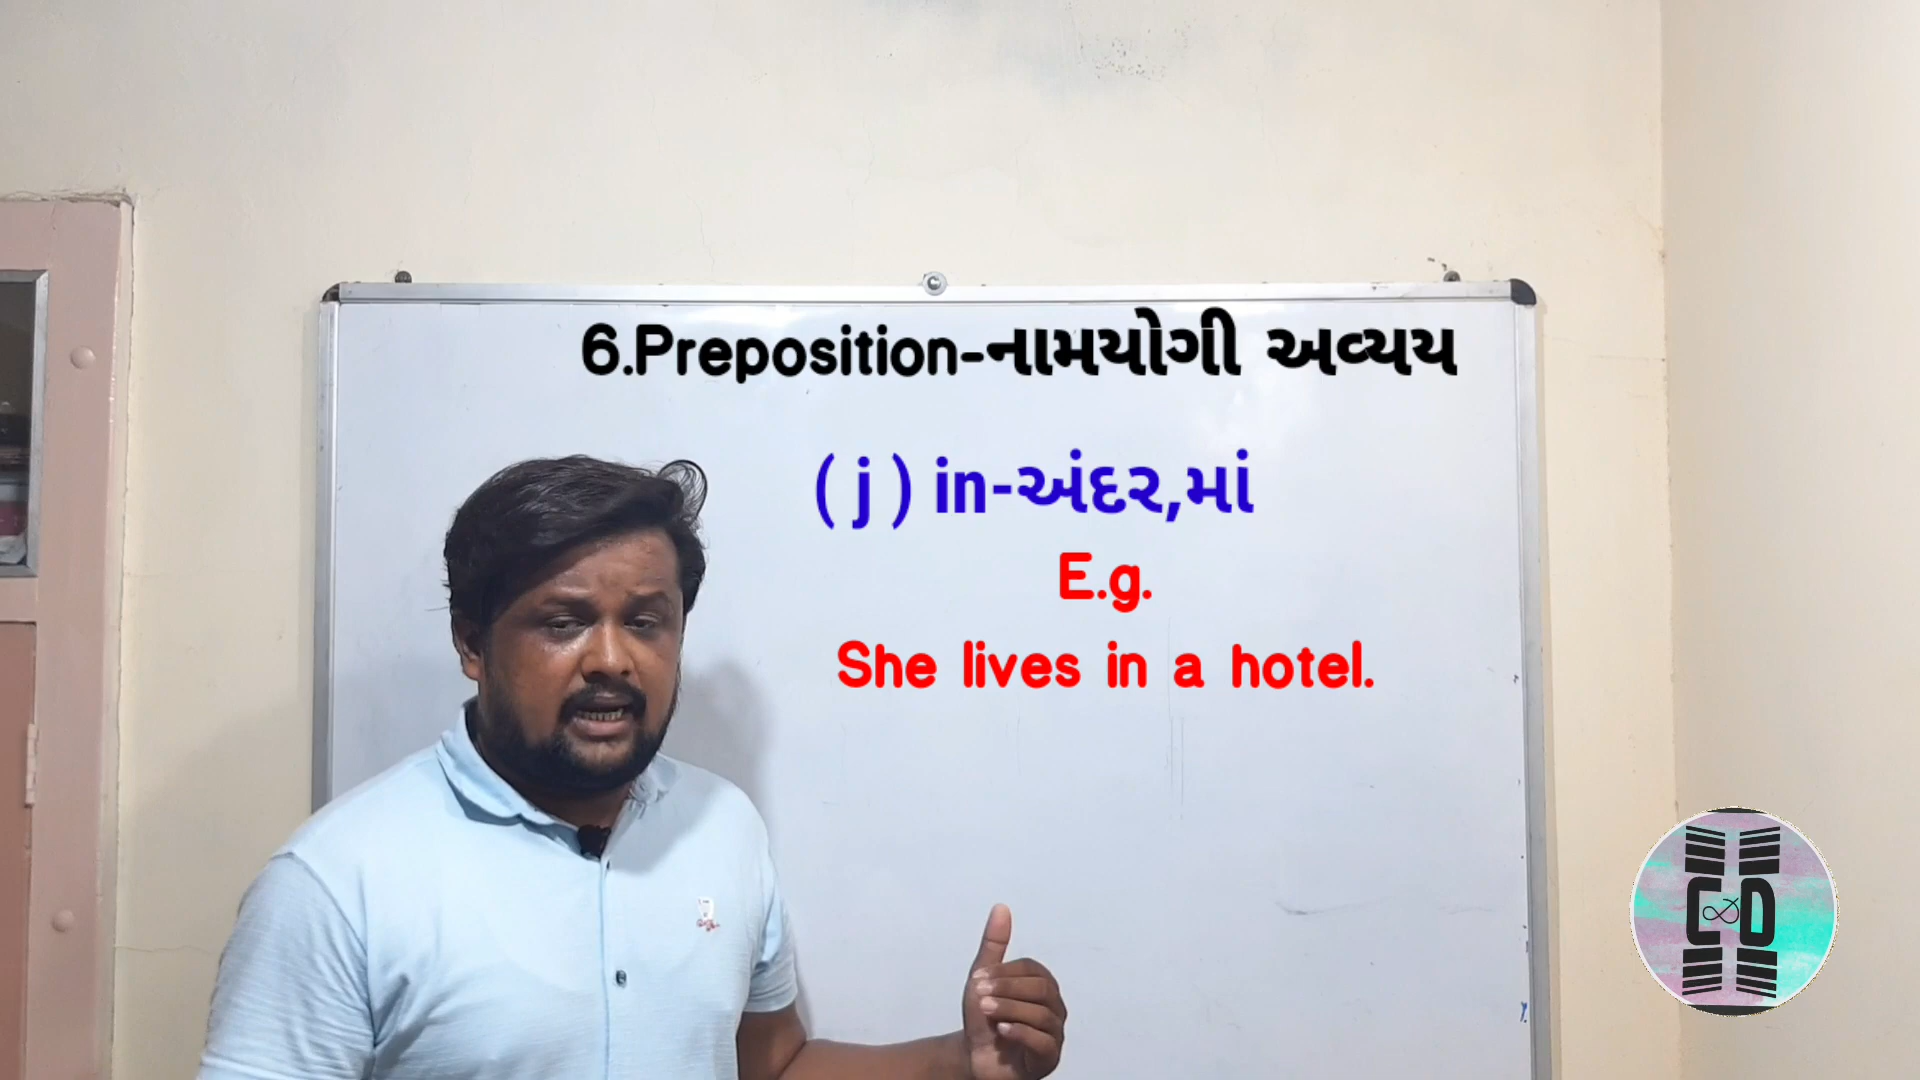 6.Preposition-નામયોગી અવ્યય
( j ) in-અંદર,માં
E.g.
She lives in a hotel.
C&D